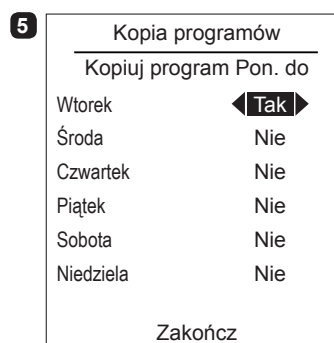 5
Kopia programów
Kopiuj program Pon. do
Wtorek Tak
Środa Nie
Czwartek Nie
Piątek Nie
Sobota Nie
Niedziela Nie
Zakończ